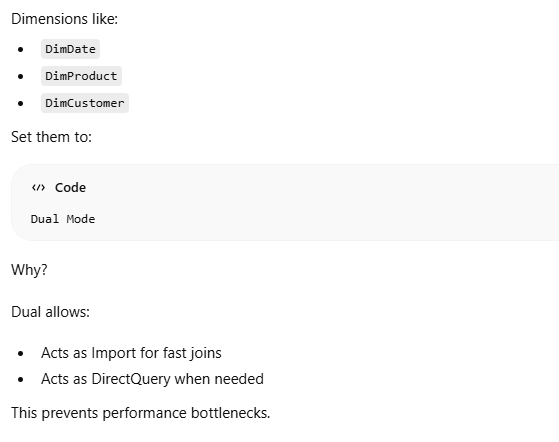 Dimensions like:
• DimDate
• DimProduct
• DimCustomer
Set them to:
</> Code
Dual Mode
Why?
Dual allows:
• Acts as Import for fast joins
• Acts as DirectQuery when needed
This prevents performance bottlenecks.